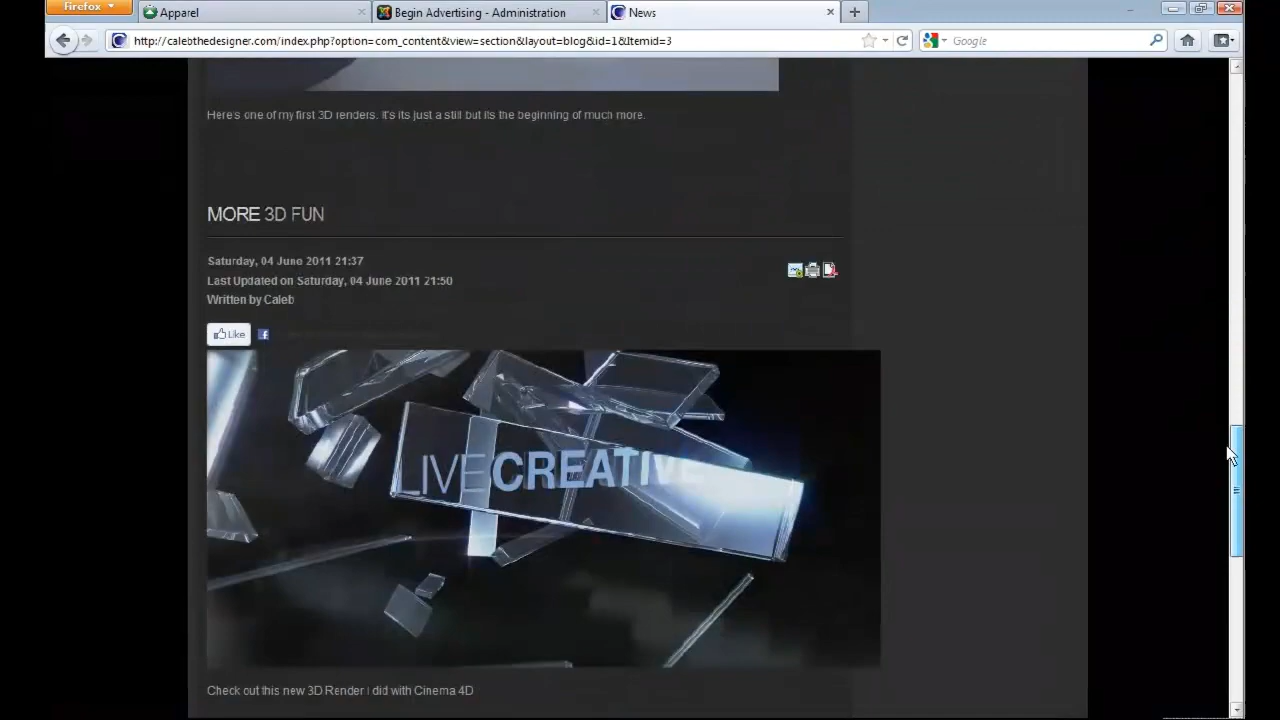 Firefox
Apparel
Begin Advertising - Administration
News
http://calebthedesigner.com/index.php?option=com_content&view=section&layout=blog&id=1&Itemid=3
Google
Here's one of my first 3D renders. It's its just a still but its the beginning of much more.
MORE 3D FUN
Saturday, 04 June 2011 21:37
Last Updated on Saturday, 04 June 2011 21:50
Written by Caleb
Like
LIVECREATIVE
Check out this new 3D Render I did with Cinema 4D